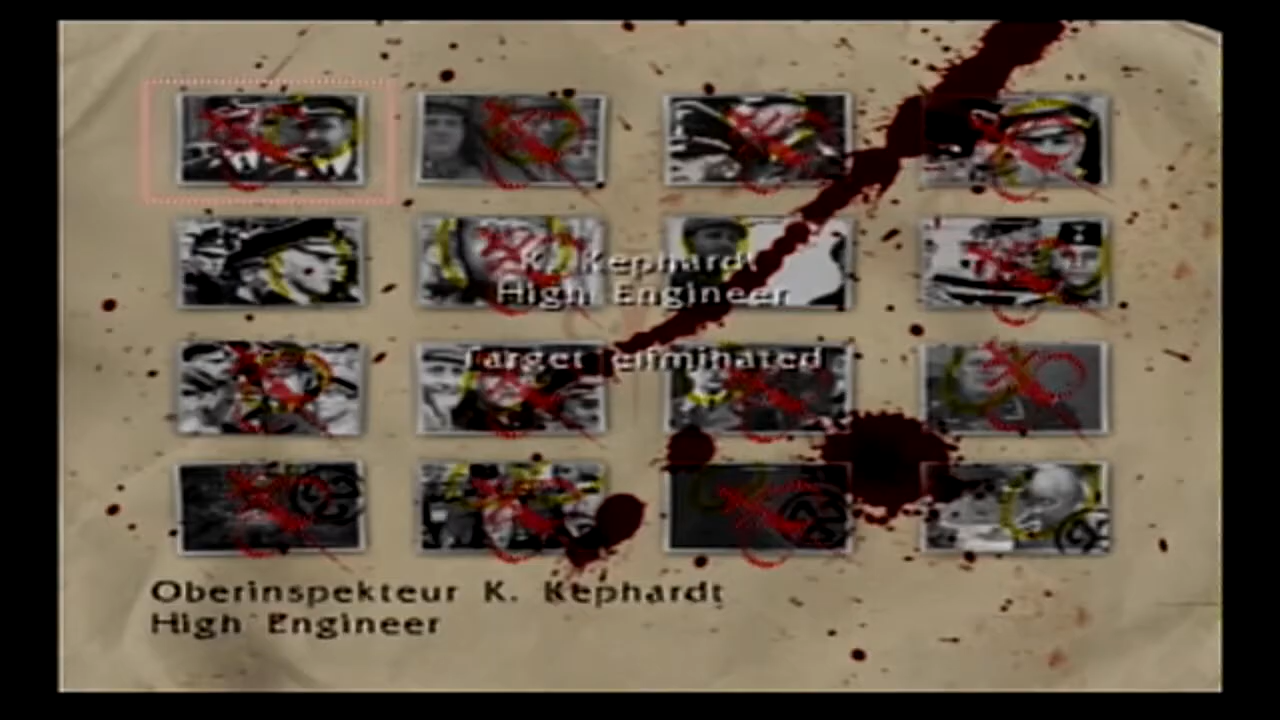 K. Kephardt
High Engineer
Target eliminated
Oberinspekteur K. Kephardt
High Engineer